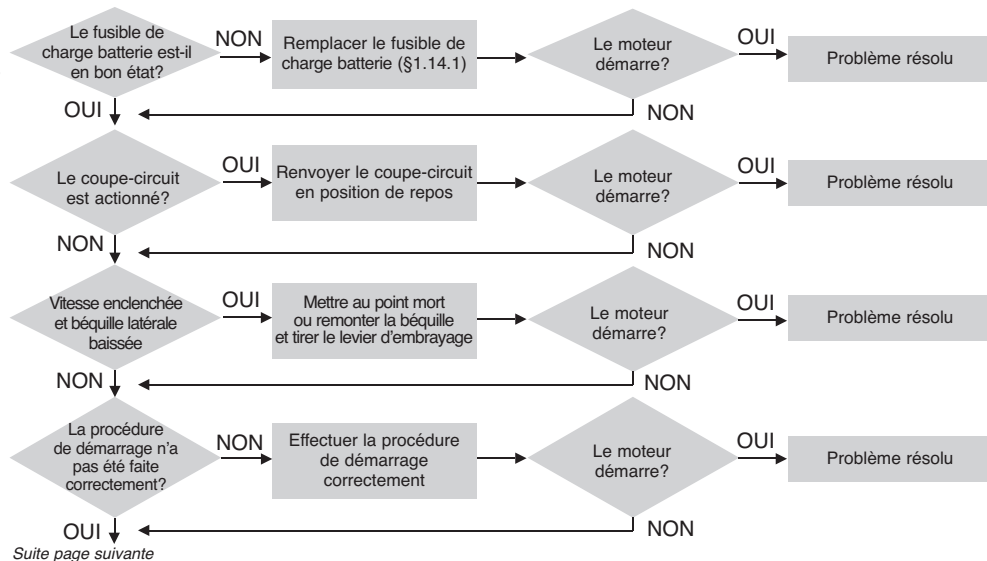 Le fusible de
charge batterie est-il
en bon état?
NON
Remplacer le fusible de
charge batterie (§1.14.1)
Le moteur
démarre?
OUI
Problème résolu
OUI
NON
Le coupe-circuit
est actionné?
OUI
Renvoyer le coupe-circuit
en position de repos
Le moteur
démarre?
OUI
Problème résolu
NON
NON
Vitesse enclenchée
et béquille latérale
baissée
OUI
Mettre au point mort
ou remonter la béquille
et tirer le levier d'embrayage
Le moteur
démarre?
OUI
Problème résolu
NON
NON
La procédure
de démarrage n'a
pas été faite
correctement?
NON
Effectuer la procédure
de démarrage
correctement
Le moteur
démarre?
OUI
Problème résolu
OUI
NON
Suite page suivante